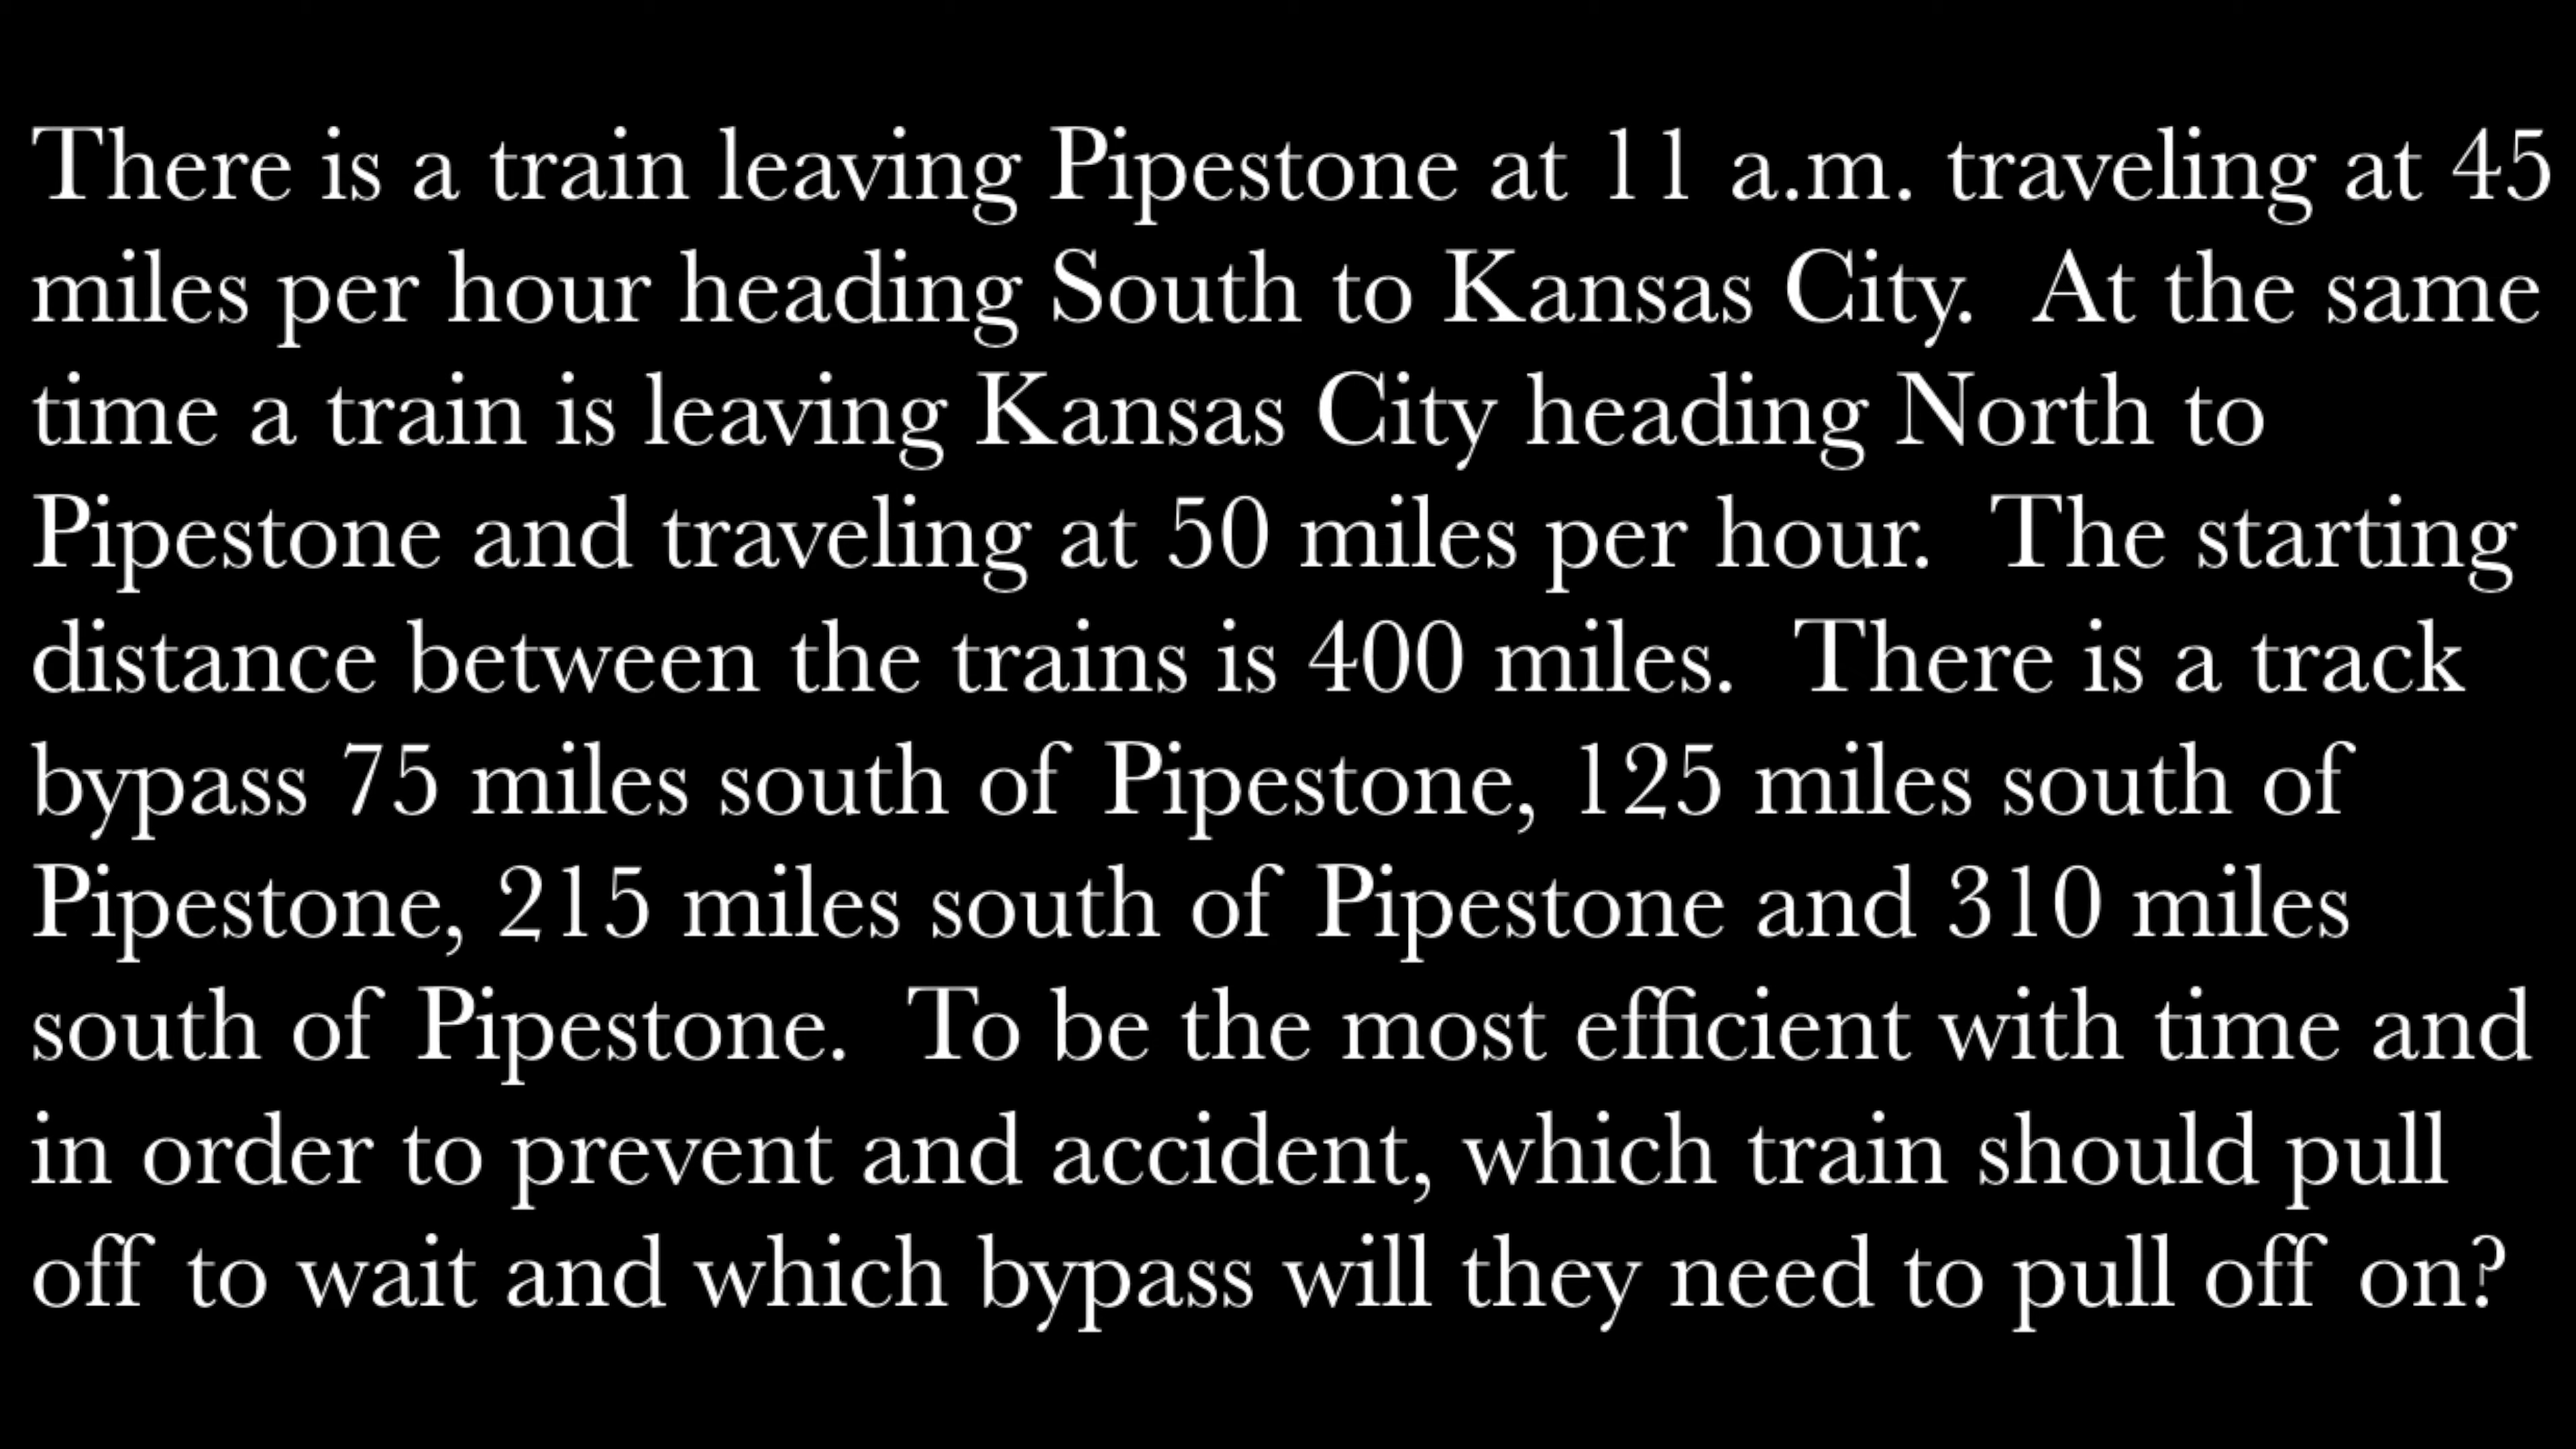 There is a train leaving Pipestone at 11 a.m. traveling at 45
miles per hour heading South to Kansas City.  At the same
time a train is leaving Kansas City heading North to
Pipestone and traveling at 50 miles per hour.  The starting
distance between the trains is 400 miles.  There is a track
bypass 75 miles south of Pipestone, 125 miles south of
Pipestone, 215 miles south of Pipestone and 310 miles
south of Pipestone.  To be the most efficient with time and
in order to prevent and accident, which train should pull
off to wait and which bypass will they need to pull off on?